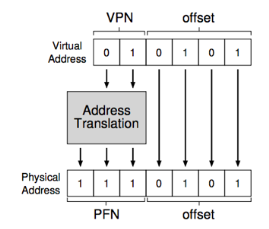 VPN offset
Virtual Address 0 1 0 1 0 1
Address
Translation
Physical Address 1 1 1 0 1 0 1
PFN offset